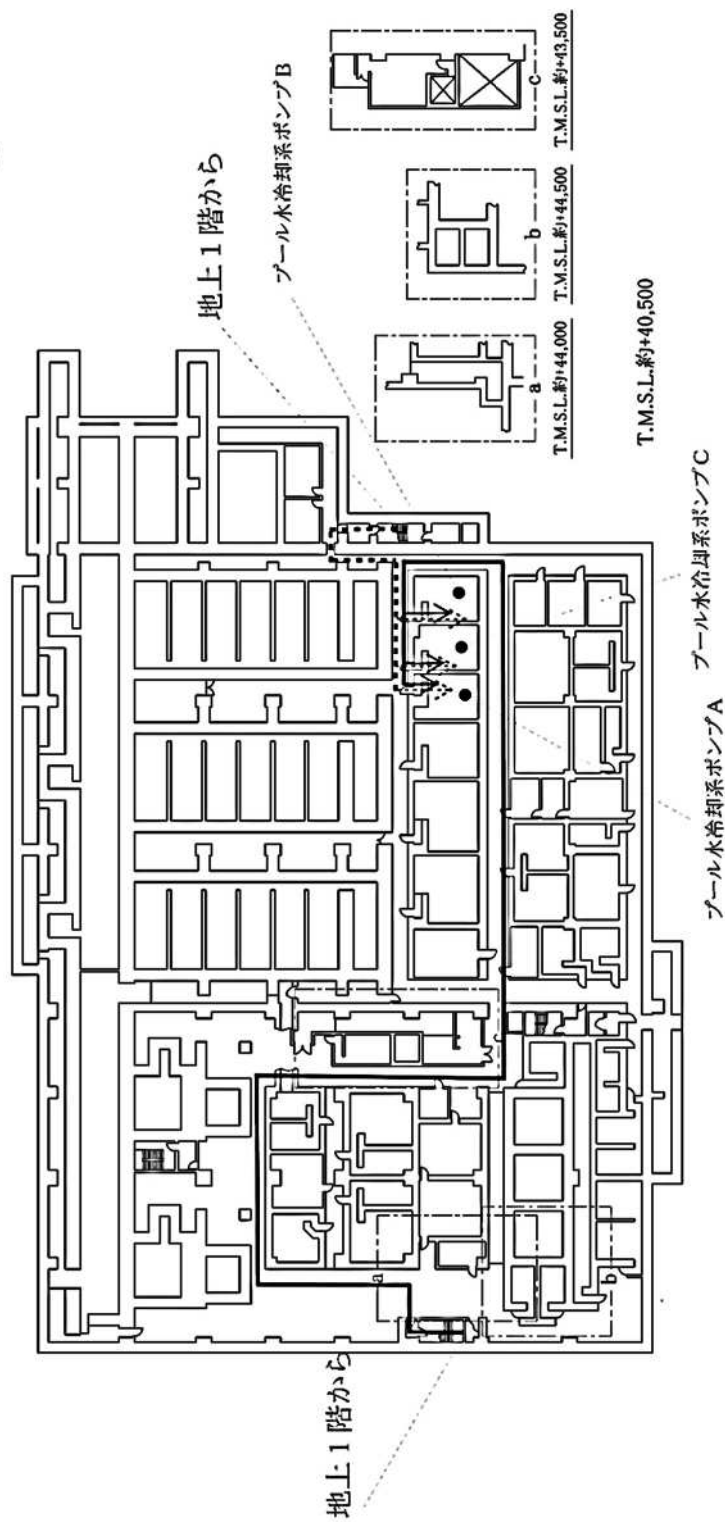 地上1階から
プール水冷却系ポンプB
地上1階から
a
b
a
T.M.S.L.約+44,000
b
T.M.S.L.約+44,500
c
T.M.S.L.約+43,500
T.M.S.L.約+40,500
プール水冷却系ポンプA
プール水冷却系ポンプC